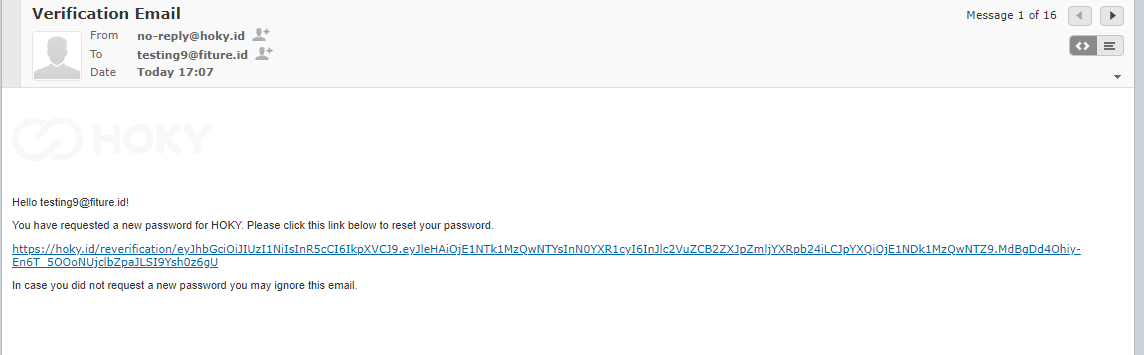 Verification Email
Message 1 of 16
From no-reply@hoky.id
To testing9@fiture.id
Date Today 17:07
HOKY
Hello testing9@fiture.id!
You have requested a new password for HOKY. Please click this link below to reset your password.
https://hoky.id/reverification/eyJhbGciOiJIUzI1NiIsInR5cCI6IkpXVCJ9.eyJleHAiOjE1NTk1MzQwNTYsInN0YXR1cyI6InJlc2VuZCB2ZXJpZmljYXRpb24iLCJpYXQiOjE1NDk1MzQwNTZ9.MdBgDd4Ohiy-
En6T_5OOoNUjclbZpaJLSI9Ysh0z6gU
In case you did not request a new password you may ignore this email.